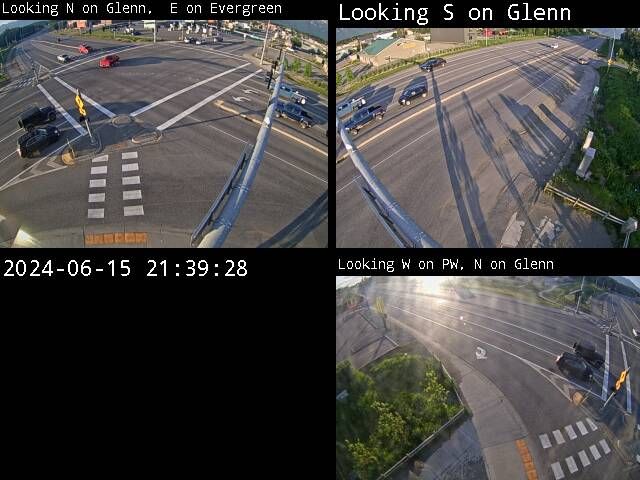 Looking N on Glenn, E on Evergreen
Looking S on Glenn
2024-06-15 21:39:28
Looking W on PW, N on Glenn